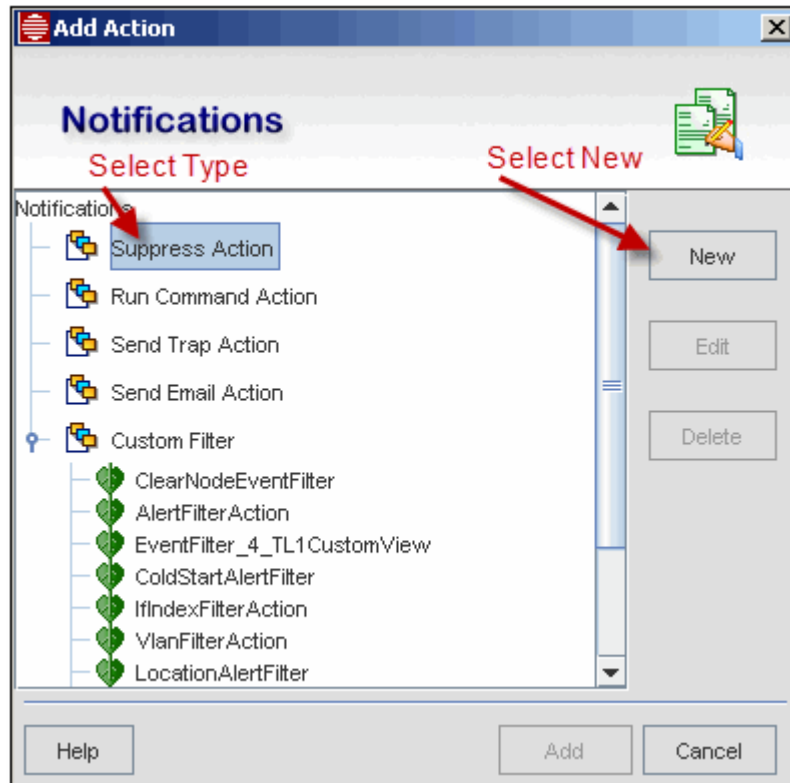 Add Action
Notifications
Select Type
Select New
Notifications
Suppress Action
New
Run Command Action
Send Trap Action
Edit
Send Email Action
Custom Filter
Delete
ClearNodeEventFilter
AlertFilterAction
EventFilter_4_TL1CustomView
ColdStartAlertFilter
IfIndexFilterAction
VlanFilterAction
LocationAlertFilter
Help
Add
Cancel